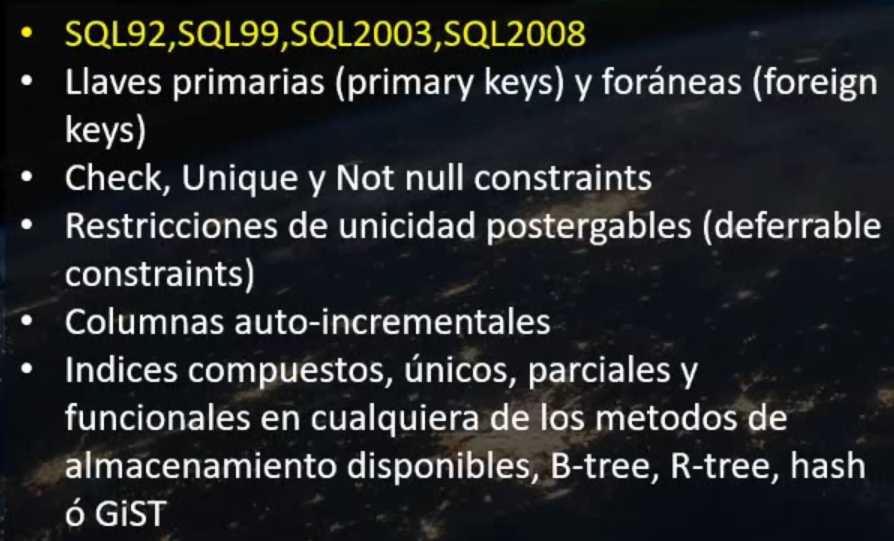 • SQL92,SQL99,SQL2003,SQL2008
• Llaves primarias (primary keys) y foráneas (foreign
keys)
• Check, Unique y Not null constraints
• Restricciones de unicidad postergables (deferrable
constraints)
• Columnas auto-incrementales
• Indices compuestos, únicos, parciales y
funcionales en cualquiera de los metodos de
almacenamiento disponibles, B-tree, R-tree, hash
ó GiST